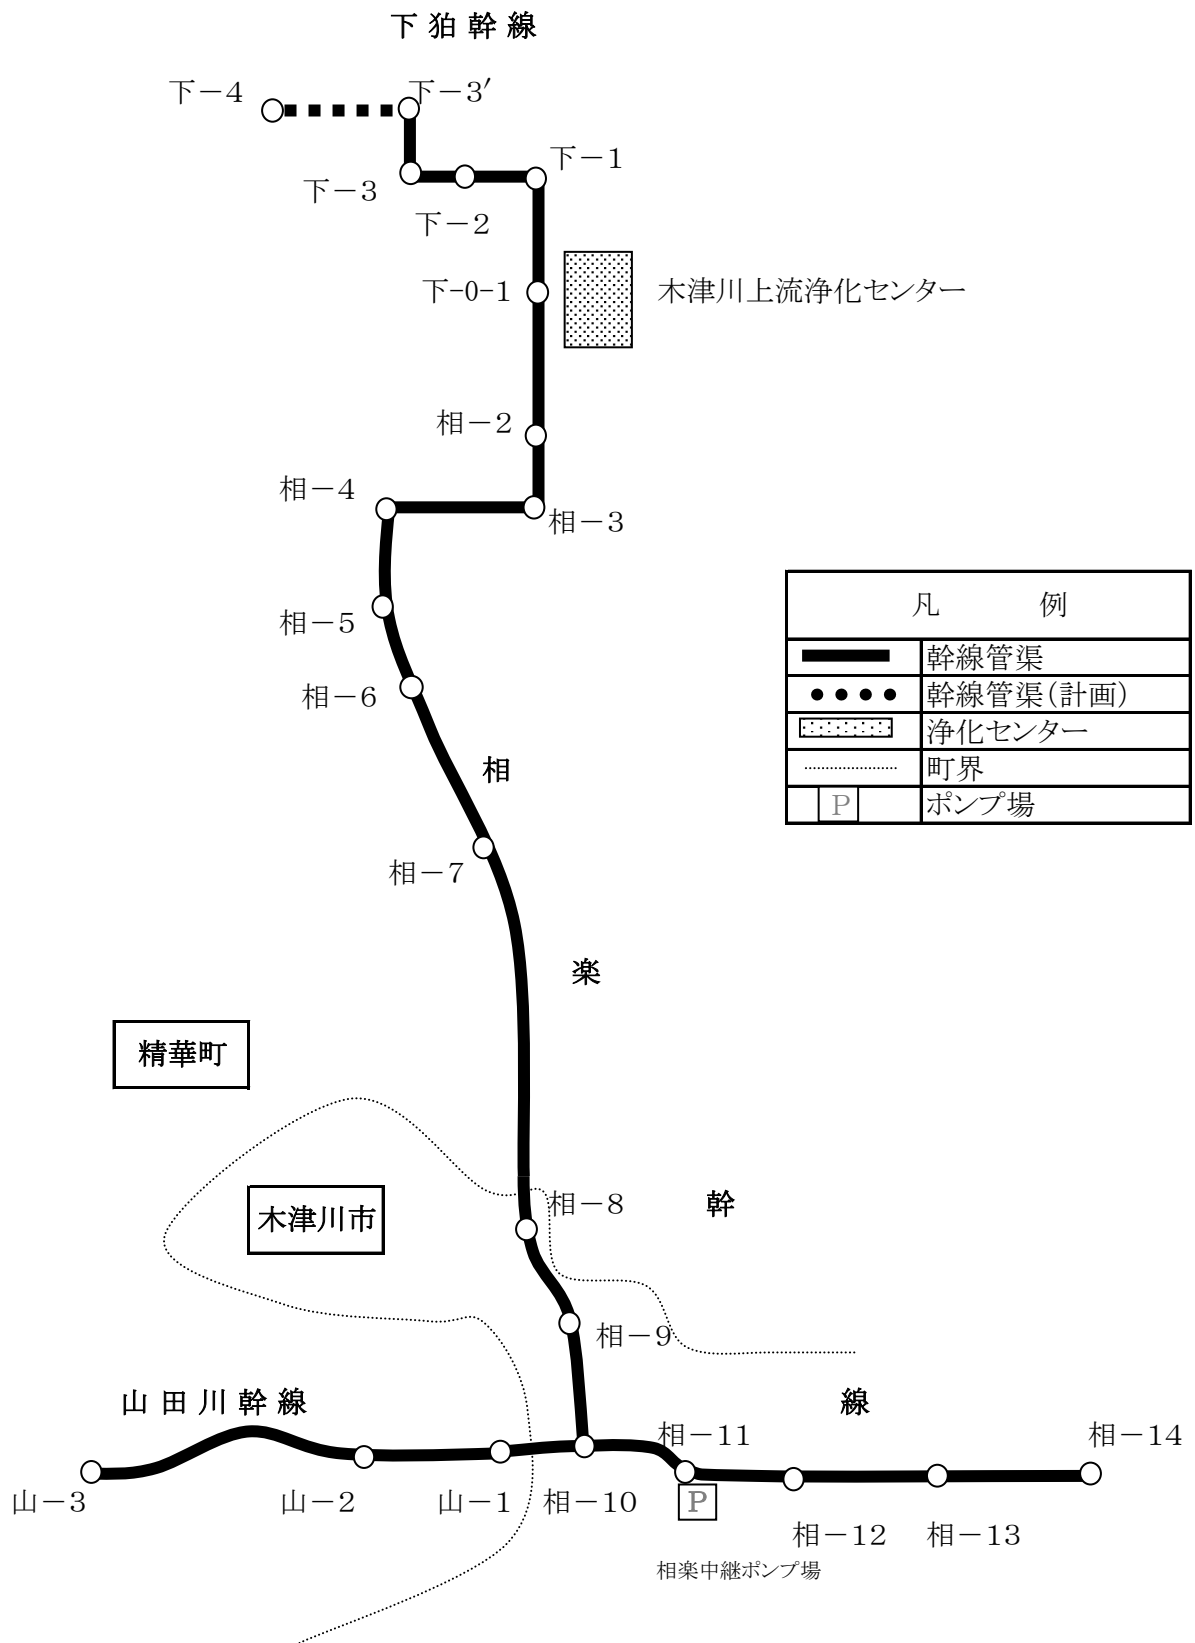 下狛幹線
下－4
下－3′
下－1
下－3
下－2
下-0-1
木津川上流浄化センター
相－2
相－4
相－3
凡 例
幹線管渠
幹線管渠（計画）
浄化センター
町界
P
ポンプ場
相－5
相－6
相
相－7
楽
精華町
木津川市
相－8
幹
相－9
山田川幹線
線
相－11
相－14
山－3
山－2
山－1
相－10
P
相－12
相－13
相楽中継ポンプ場